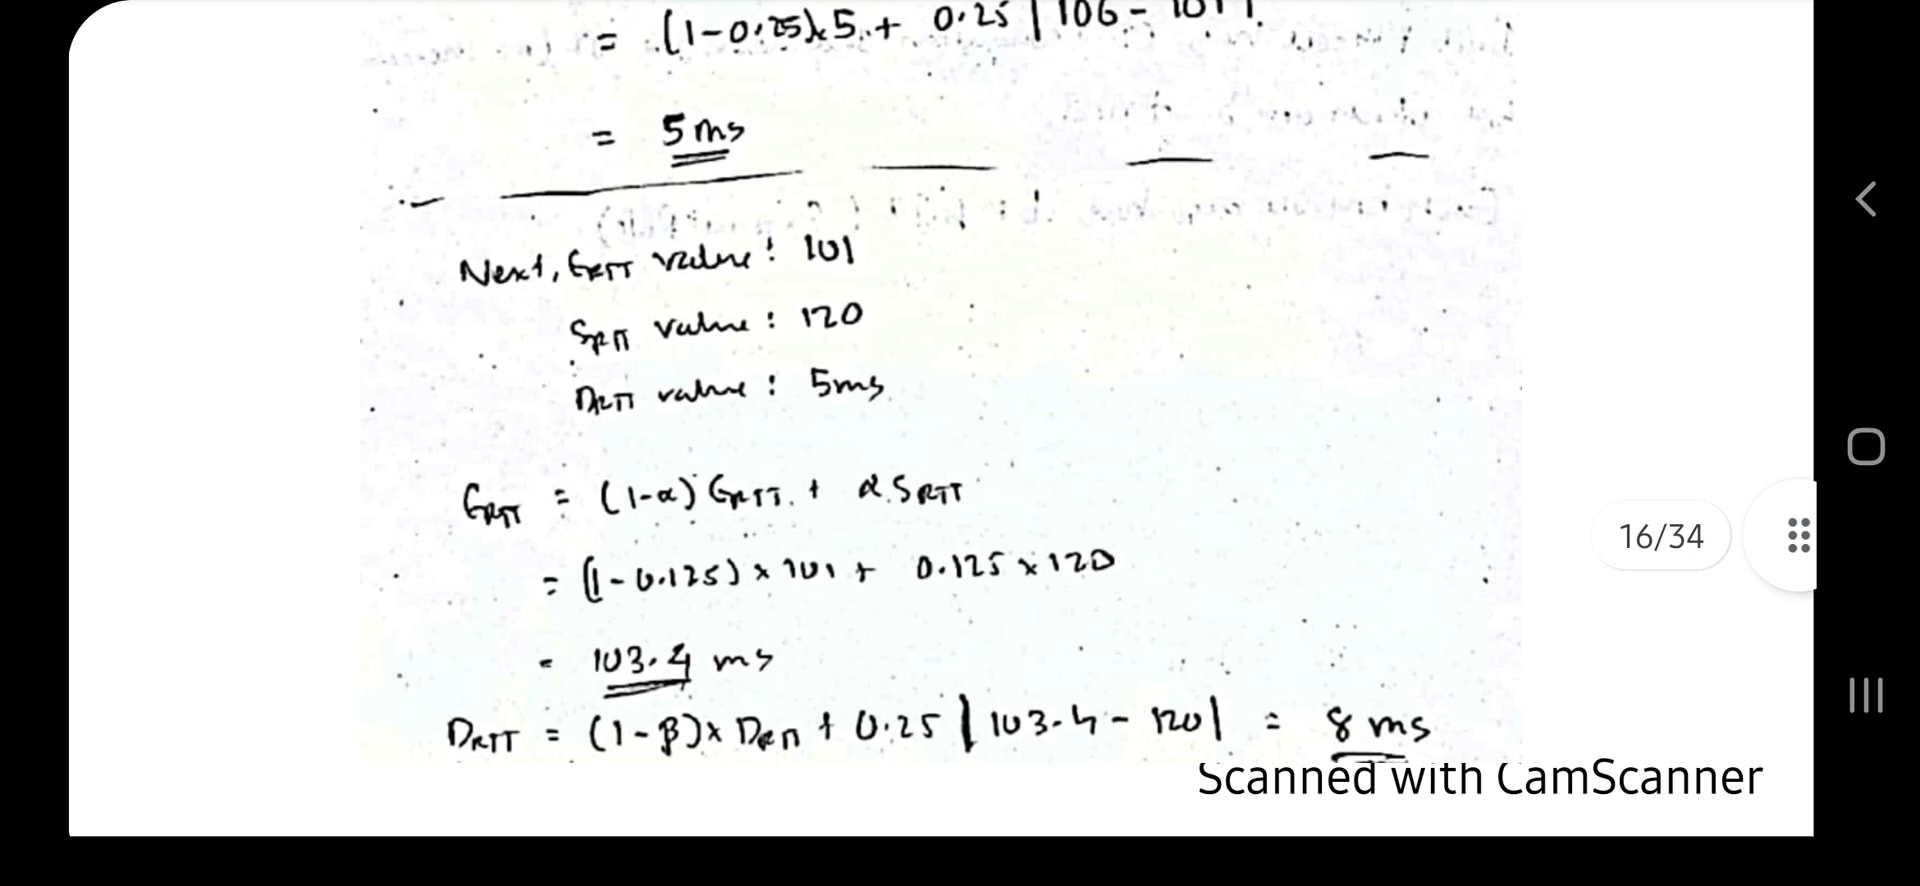 = (1-0.25)x5 + 0.25 | 106 - 101 |
= 5ms
Next, ERTT value : 101
SRTT value : 120
DRTT value : 5ms
ERTT = (1-α) ERTT + α.SRTT
= (1-0.125) x 101 + 0.125 x 120
= 103.4 ms
DRTT = (1-β)x DRTT + 0.25 | 103.4 - 120 | = 8 ms
16/34
Scanned with CamScanner